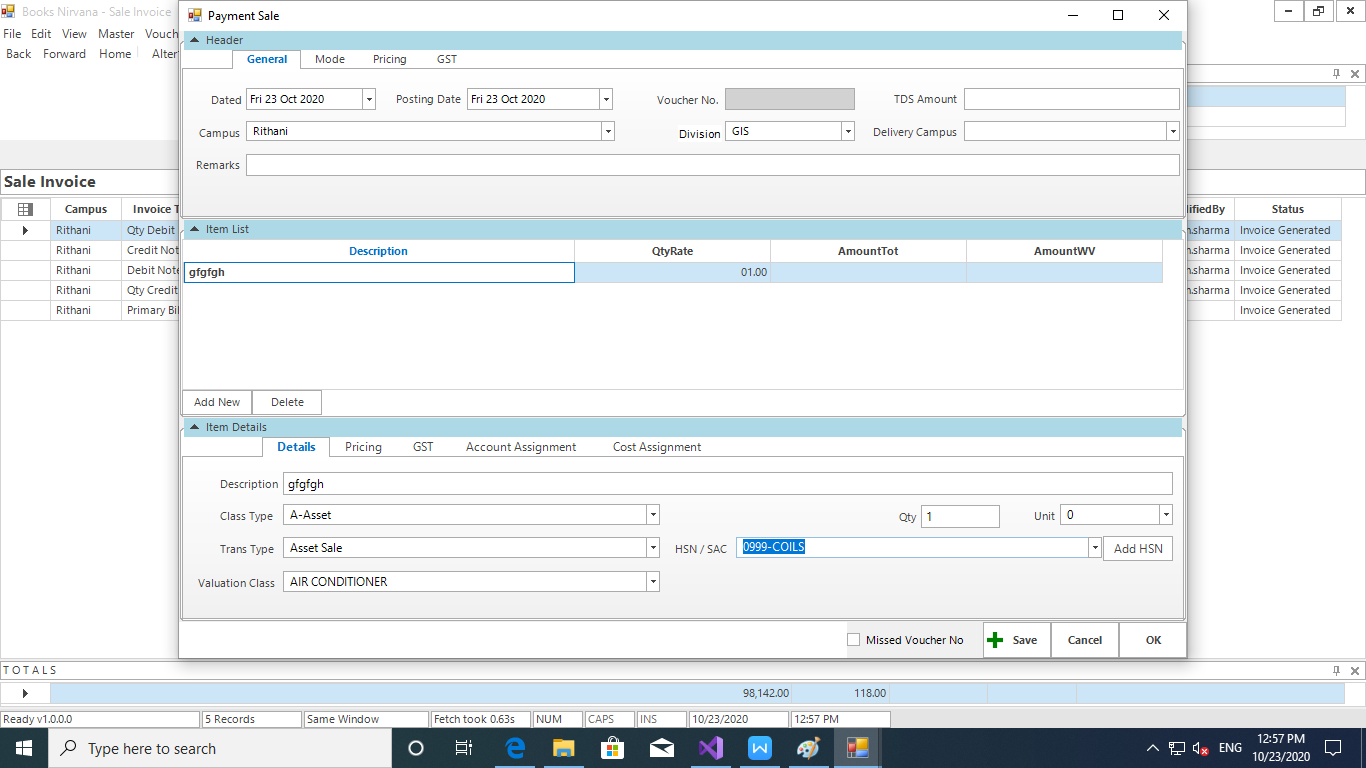 Books Nirvana - Sale Invoice
Payment Sale
File Edit View Master Vouch
Back Forward Home Alter
Header
General Mode Pricing GST
Dated Fri 23 Oct 2020 Posting Date Fri 23 Oct 2020 Voucher No. TDS Amount
Campus Rithani Division GIS Delivery Campus
Remarks
Sale Invoice
Campus Invoice T
Rithani Qty Debit
Rithani Credit Not
Rithani Debit Note
Rithani Qty Credit
Rithani Primary Bil
Item List
Description QtyRate AmountTot AmountWV
gfgfgh 01.00
Add New Delete
difiedBy Status
n.sharma Invoice Generated
n.sharma Invoice Generated
n.sharma Invoice Generated
n.sharma Invoice Generated
Invoice Generated
Item Details
Details Pricing GST Account Assignment Cost Assignment
Description gfgfgh
Class Type A-Asset Qty 1 Unit 0
Trans Type Asset Sale HSN / SAC 0999-COILS Add HSN
Valuation Class AIR CONDITIONER
Missed Voucher No Save Cancel OK
TOTALS
98,142.00 118.00
Ready v1.0.0.0 5 Records Same Window Fetch took 0.63s NUM CAPS INS 10/23/2020 12:57 PM
Type here to search
ENG 12:57 PM
10/23/2020